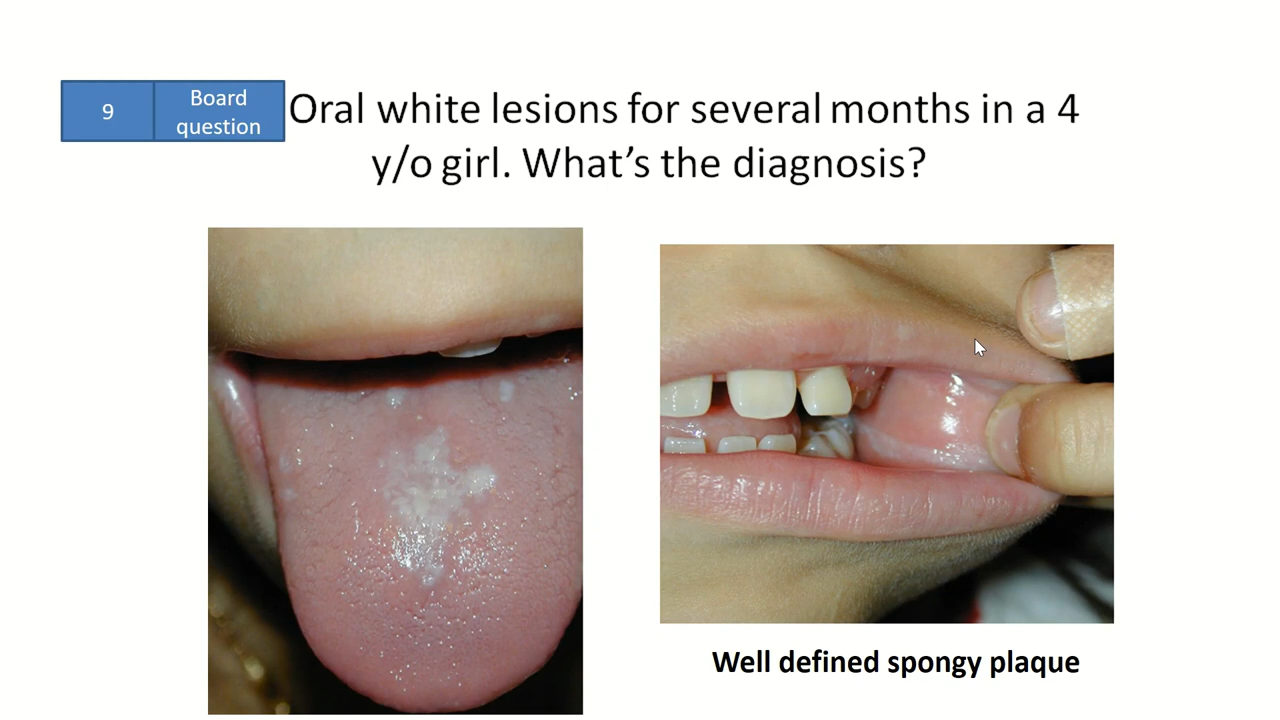 9
Board
question
Oral white lesions for several months in a 4
y/o girl. What's the diagnosis?
Well defined spongy plaque